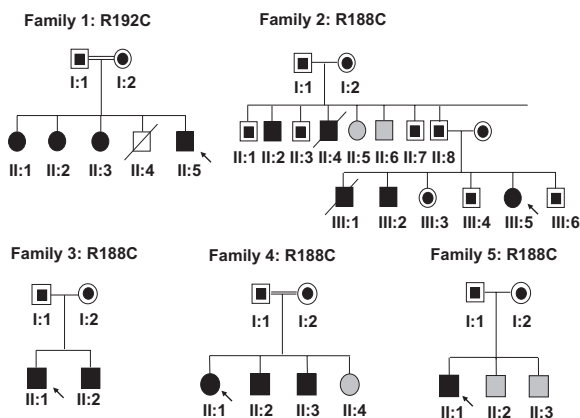 Family 1: R192C
I:1 I:2
II:1 II:2 II:3 II:4 II:5
Family 2: R188C
I:1 I:2
II:1 II:2 II:3 II:4 II:5 II:6 II:7 II:8
III:1 III:2 III:3 III:4 III:5 III:6
Family 3: R188C
I:1 I:2
II:1 II:2
Family 4: R188C
I:1 I:2
II:1 II:2 II:3 II:4
Family 5: R188C
I:1 I:2
II:1 II:2 II:3